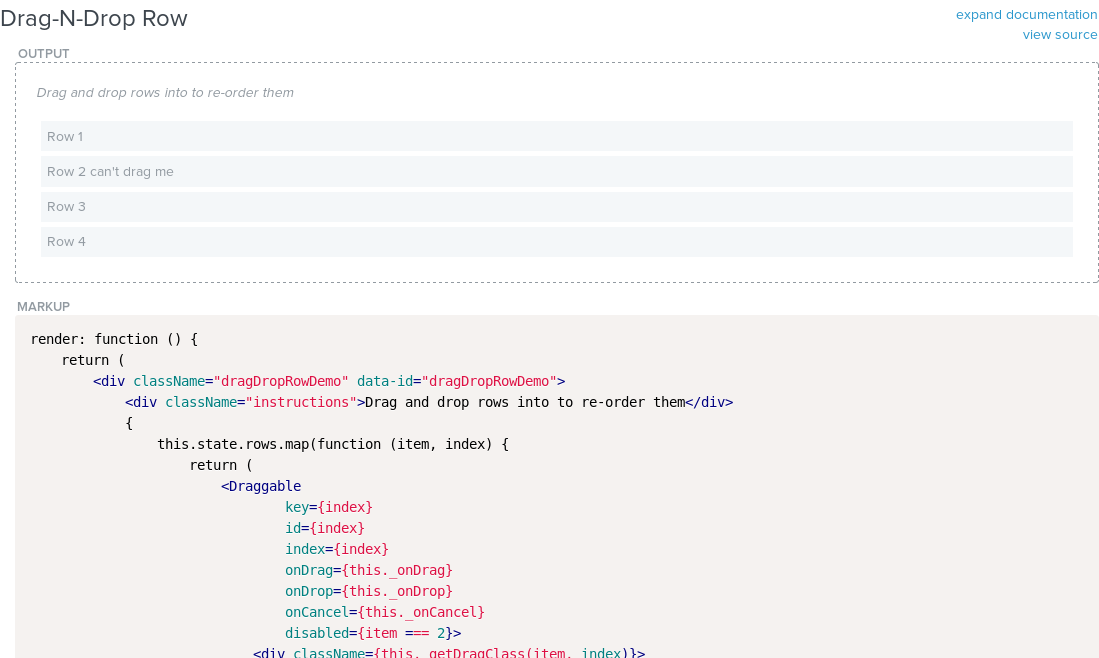 Drag-N-Drop Row
expand documentation
view source
OUTPUT
Drag and drop rows into to re-order them
Row 1
Row 2 can't drag me
Row 3
Row 4
MARKUP
render: function () {
    return (
        <div className="dragDropRowDemo" data-id="dragDropRowDemo">
            <div className="instructions">Drag and drop rows into to re-order them</div>
            {
                this.state.rows.map(function (item, index) {
                    return (
                        <Draggable
                                key={index}
                                id={index}
                                index={index}
                                onDrag={this._onDrag}
                                onDrop={this._onDrop}
                                onCancel={this._onCancel}
                                disabled={item === 2}>
                            <div className={this._getDragClass(item, index)}>